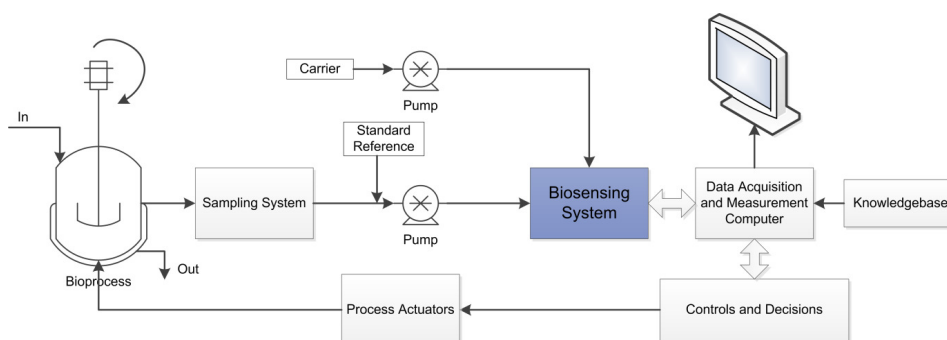 In
Carrier
Pump
Standard
Reference
Sampling System
Pump
Biosensing
System
Data Acquisition
and Measurement
Computer
Knowledgebase
Out
Bioprocess
Process Actuators
Controls and Decisions